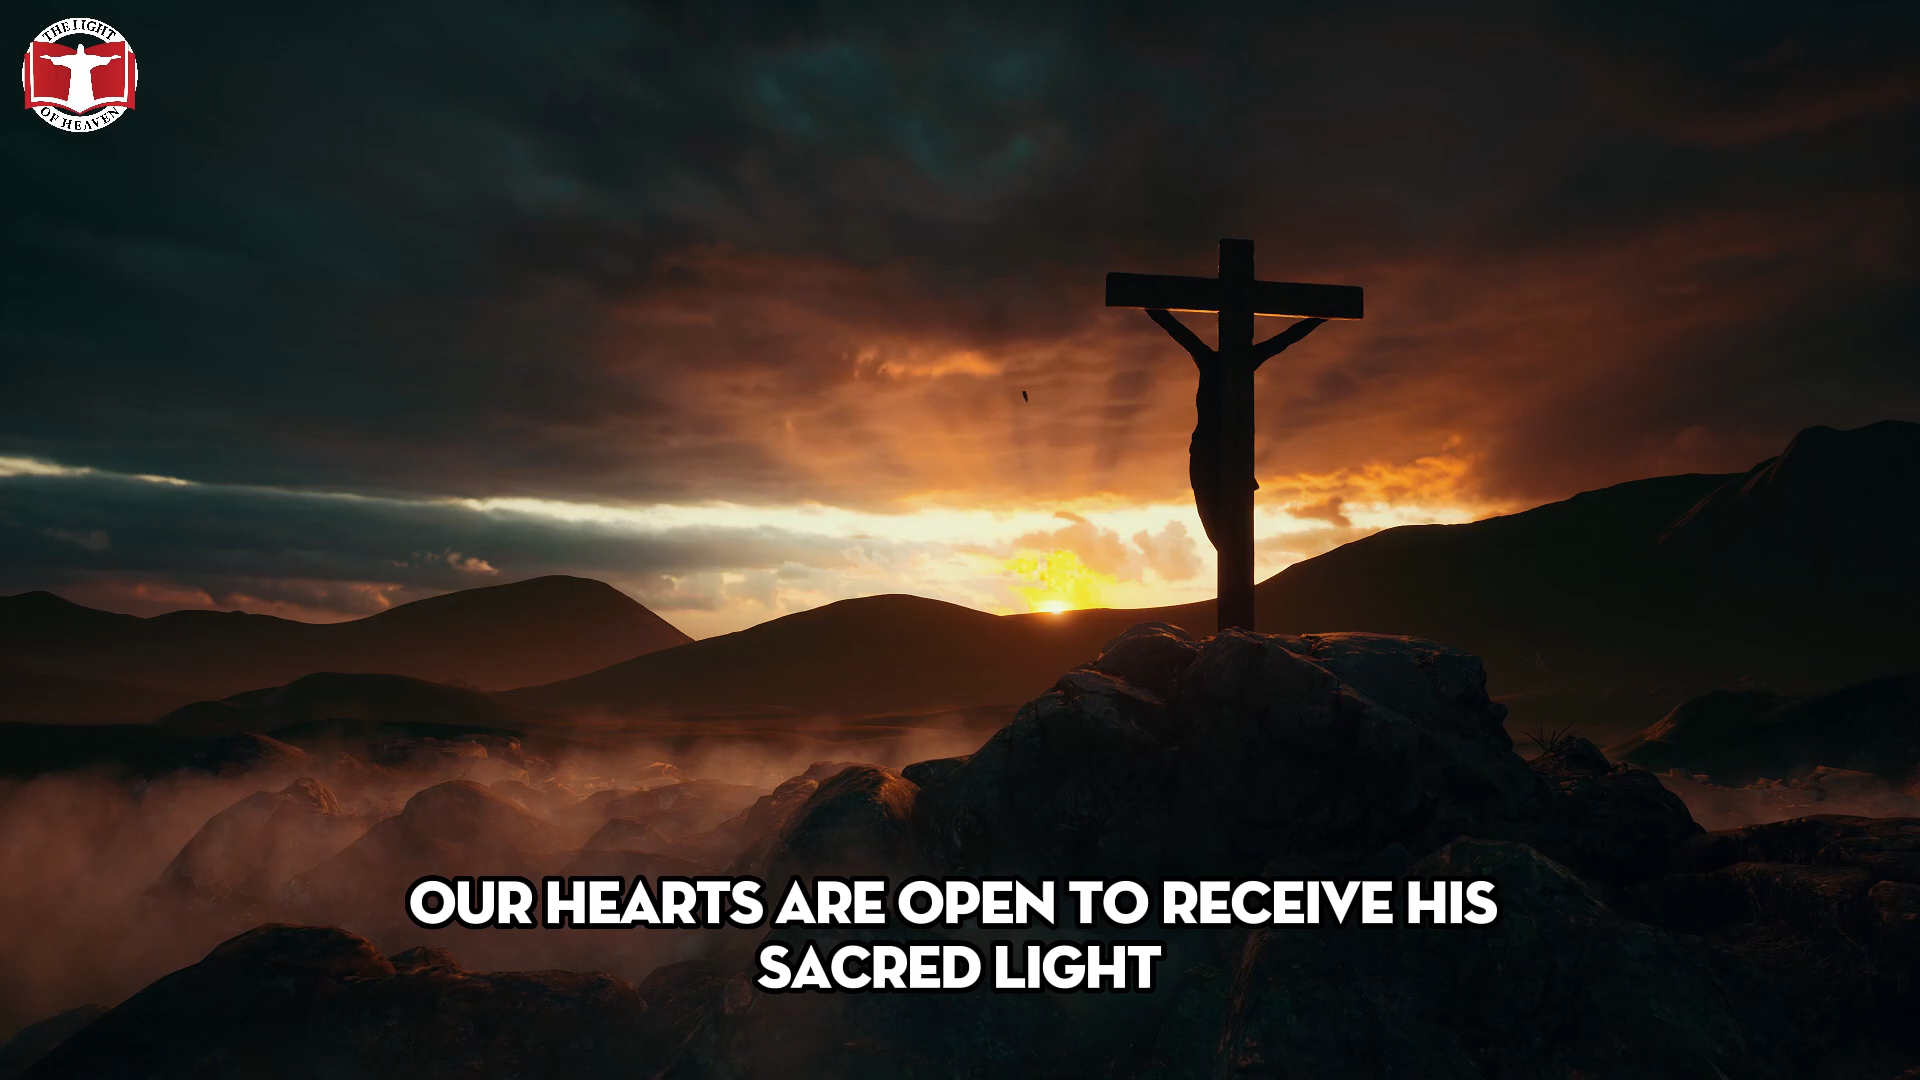 THE LIGHT
OF HEAVEN
OUR HEARTS ARE OPEN TO RECEIVE HIS
SACRED LIGHT